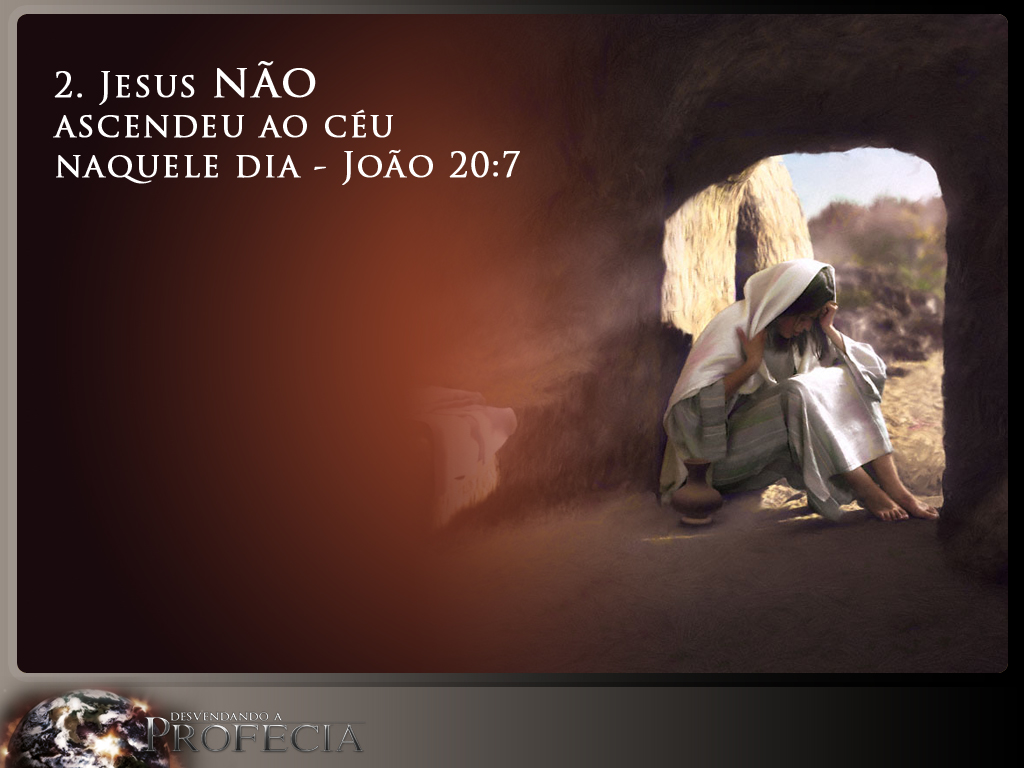 2. Jesus NÃO
ascendeu ao céu
naquele dia - João 20:7
DESVENDANDO A
PROFECIA